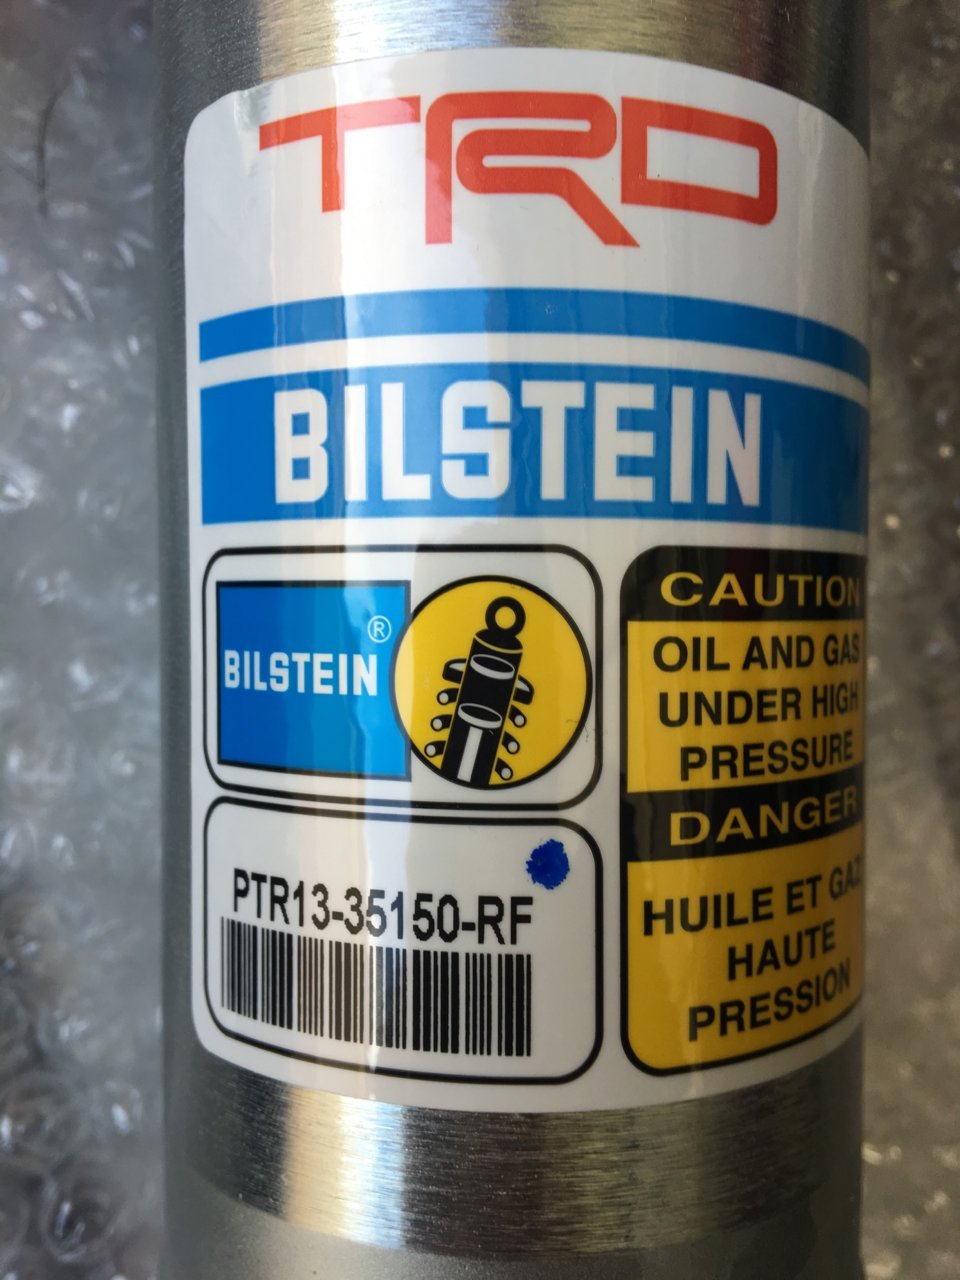 TRD
BILSTEIN
BILSTEIN®
PTR13-35150-RF
CAUTION
OIL AND GAS
UNDER HIGH
PRESSURE
DANGER
HUILE ET GAZ
HAUTE
PRESSION